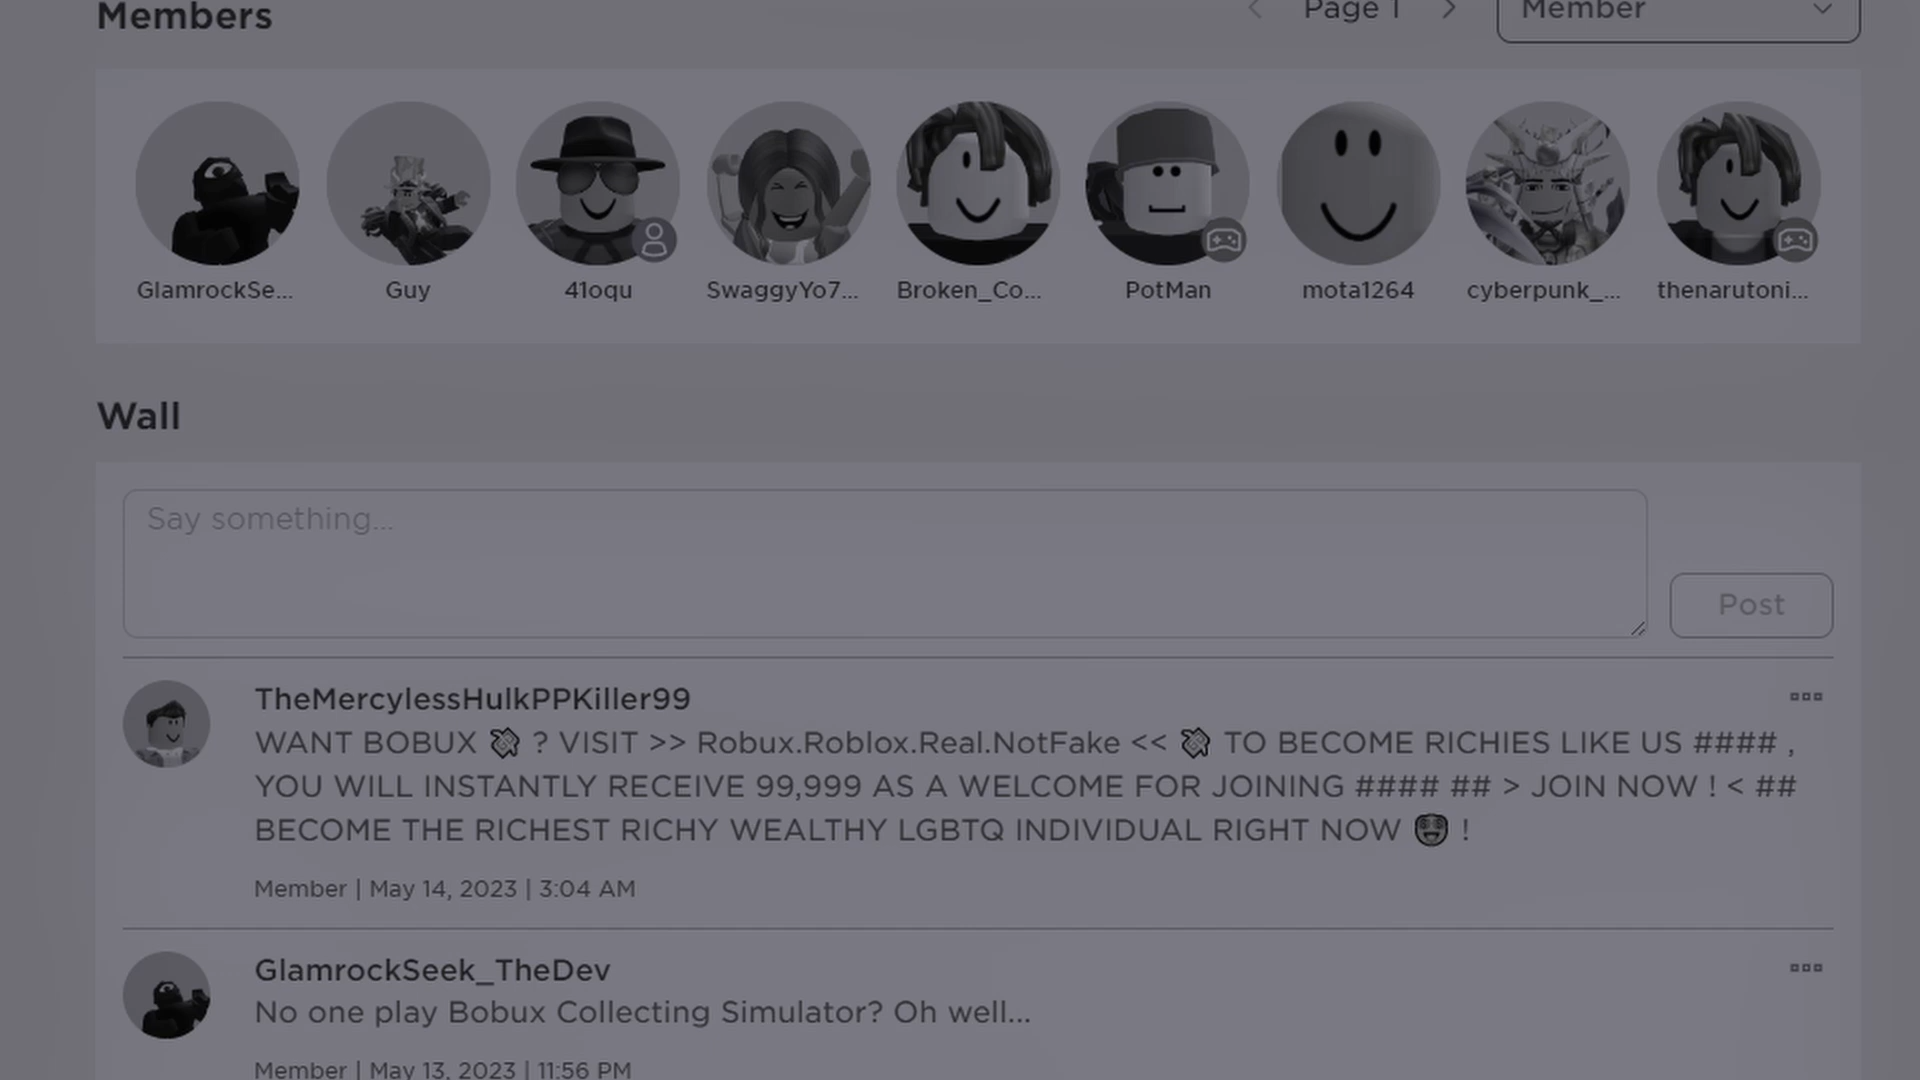 Members
Page 1
Member
GlamrockSe...
Guy
41oqu
SwaggyYo7...
Broken_Co...
PotMan
mota1264
cyberpunk_...
thenarutoni...
Wall
Say something...
Post
TheMercylessHulkPPKiller99
WANT BOBUX 💸 ? VISIT >> Robux.Roblox.Real.NotFake << 💸 TO BECOME RICHIES LIKE US #### ,
YOU WILL INSTANTLY RECEIVE 99,999 AS A WELCOME FOR JOINING #### ## > JOIN NOW ! < ##
BECOME THE RICHEST RICHY WEALTHY LGBTQ INDIVIDUAL RIGHT NOW 🤑 !
Member | May 14, 2023 | 3:04 AM
GlamrockSeek_TheDev
No one play Bobux Collecting Simulator? Oh well...
Member | May 13, 2023 | 11:56 PM